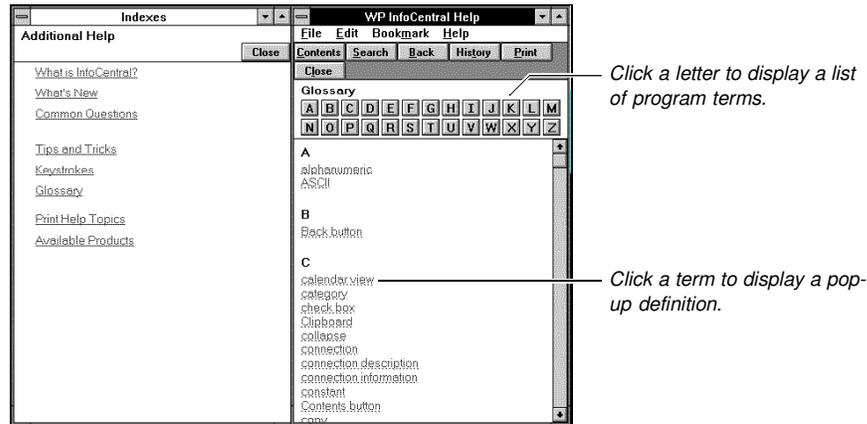 Indexes
Additional Help
Close
What is InfoCentral?
What's New
Common Questions
Tips and Tricks
Keystrokes
Glossary
Print Help Topics
Available Products
WP InfoCentral Help
File Edit Bookmark Help
Contents Search Back History Print
Close
Glossary
A B C D E F G H I J K L M
N O P Q R S T U V W X Y Z
A
alphanumeric
ASCII
B
Back button
C
calendar view
category
check box
Clipboard
collapse
connection
connection description
connection information
constant
Contents button
copy
Click a letter to display a list
of program terms.
Click a term to display a pop-
up definition.